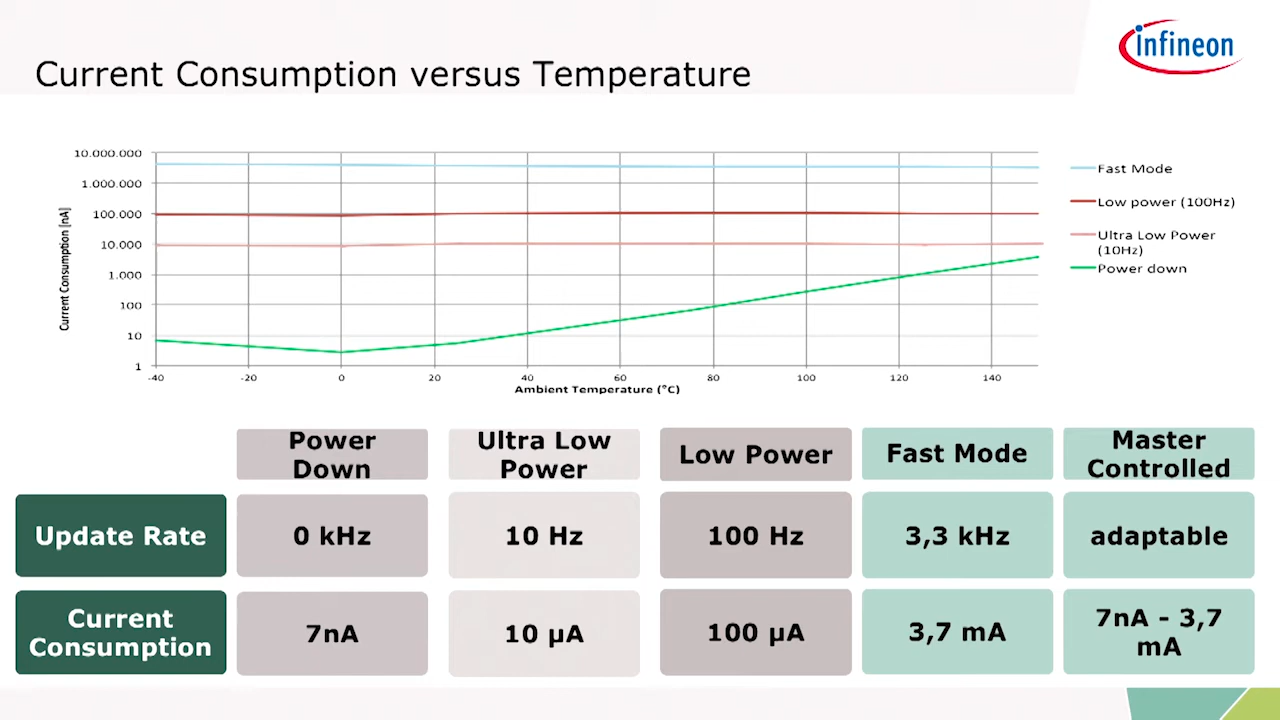 infineon
Current Consumption versus Temperature
Current Consumption [nA]
10.000.000
1.000.000
100.000
10.000
1.000
100
10
1
-40
-20
0
20
40
60
80
100
120
140
Ambient Temperature (°C)
Fast Mode
Low power (100Hz)
Ultra Low Power
(10Hz)
Power down
Power
Down
Ultra Low
Power
Low Power
Fast Mode
Master
Controlled
Update Rate
0 kHz
10 Hz
100 Hz
3,3 kHz
adaptable
Current
Consumption
7nA
10 µA
100 µA
3,7 mA
7nA - 3,7
mA